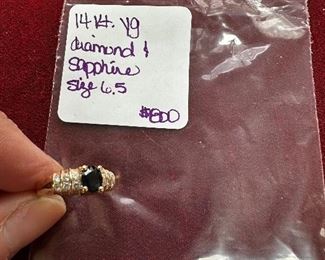 14 kt. yg
diamond &
sapphire
size 6.5
$800